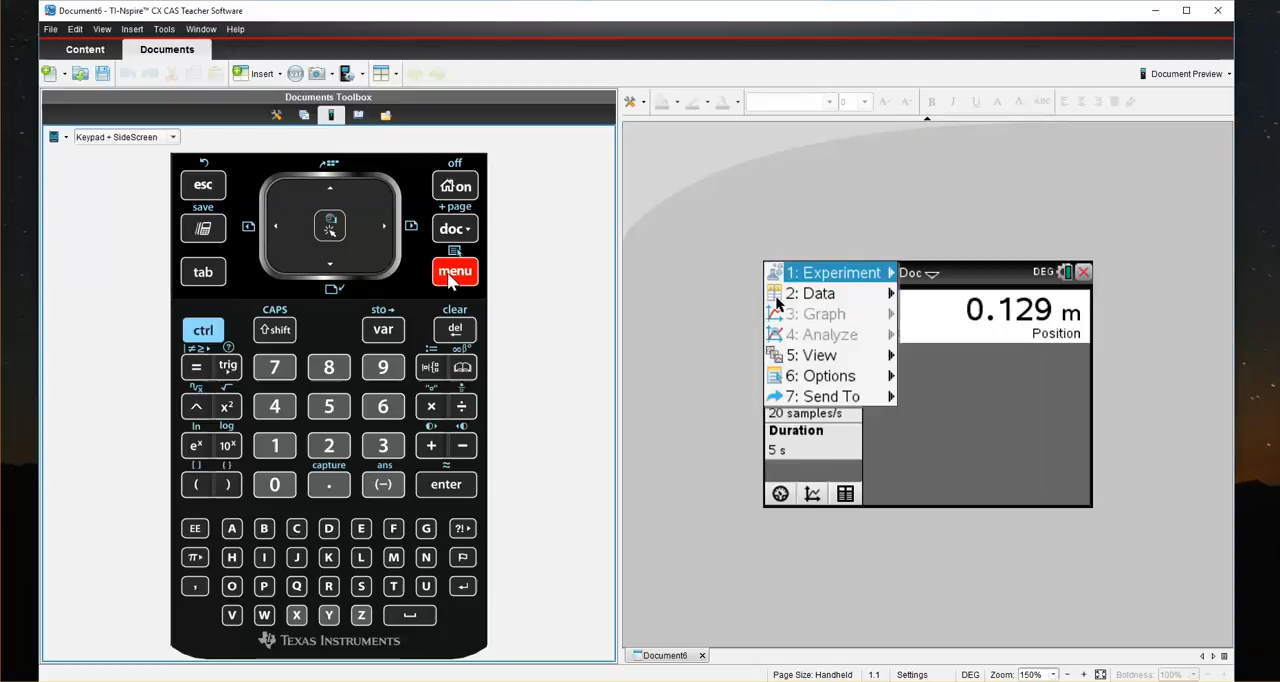 Document6 - TI-Nspire™ CX CAS Teacher Software
File Edit View Insert Tools Window Help
Content Documents
Insert Document Preview
Documents Toolbox
0 B I U A A ABC
Keypad + SideScreen
off
esc on
save + page
doc
tab menu
CAPS sto→ clear
ctrl shift var del
= trig 7 8 9
^ x² 4 5 6 × ÷
ln log
eˣ 10ˣ 1 2 3 + −
[ ] { } capture ans ≈
( ) 0 . (−) enter
EE A B C D E F G ?!
π H I J K L M N
, O P Q R S T U
V W X Y Z
TEXAS INSTRUMENTS
1: Experiment
2: Data
3: Graph
4: Analyze
5: View
6: Options
7: Send To
Doc DEG
0.129 m
Position
20 samples/s
Duration
5 s
Document6
Page Size: Handheld 1.1 Settings DEG Zoom: 150% − + Boldness: 100% − +